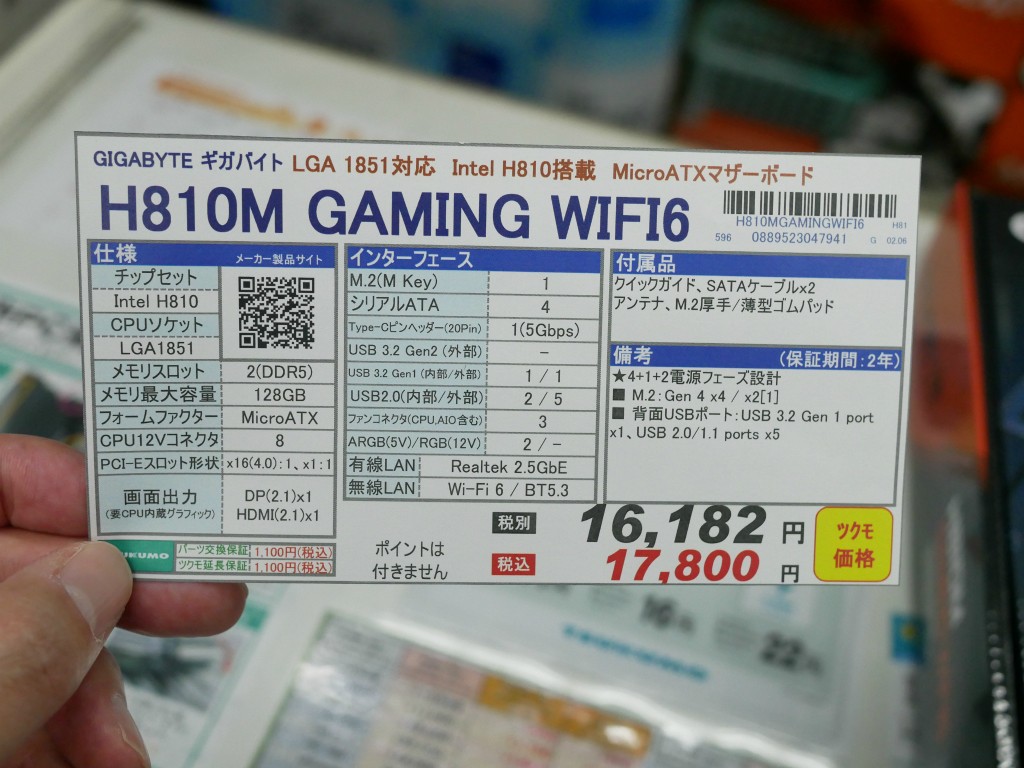 GIGABYTE ギガバイト LGA 1851対応 Intel H810搭載 MicroATXマザーボード
H810M GAMING WIFI6
H810MGAMINGWIFI6 H81
596 0889523047941 G 02.06
仕様 メーカー製品サイト
チップセット
Intel H810
CPUソケット
LGA1851
メモリスロット 2(DDR5)
メモリ最大容量 128GB
フォームファクター MicroATX
CPU12Vコネクタ 8
PCI-Eスロット形状 x16(4.0):1、x1:1
画面出力 DP(2.1)x1
(要CPU内蔵グラフィック) HDMI(2.1)x1
インターフェース
M.2(M Key) 1
シリアルATA 4
Type-Cピンヘッダー(20Pin) 1(5Gbps)
USB 3.2 Gen2 (外部) –
USB 3.2 Gen1 (内部/外部) 1 / 1
USB2.0(内部/外部) 2 / 5
ファンコネクタ(CPU,AIO含む) 3
ARGB(5V)/RGB(12V) 2 / -
有線LAN Realtek 2.5GbE
無線LAN Wi-Fi 6 / BT5.3
付属品
クイックガイド、SATAケーブルx2
アンテナ、M.2厚手/薄型ゴムパッド
備考 (保証期間:2年)
★4+1+2電源フェーズ設計
■ M.2: Gen 4 x4 / x2[1]
■ 背面USBポート: USB 3.2 Gen 1 port
x1、USB 2.0/1.1 ports x5
パーツ交換保証 1,100円(税込)
ツクモ延長保証 1,100円(税込)
ポイントは
付きません
税別 16,182 円
税込 17,800 円
ツクモ
価格